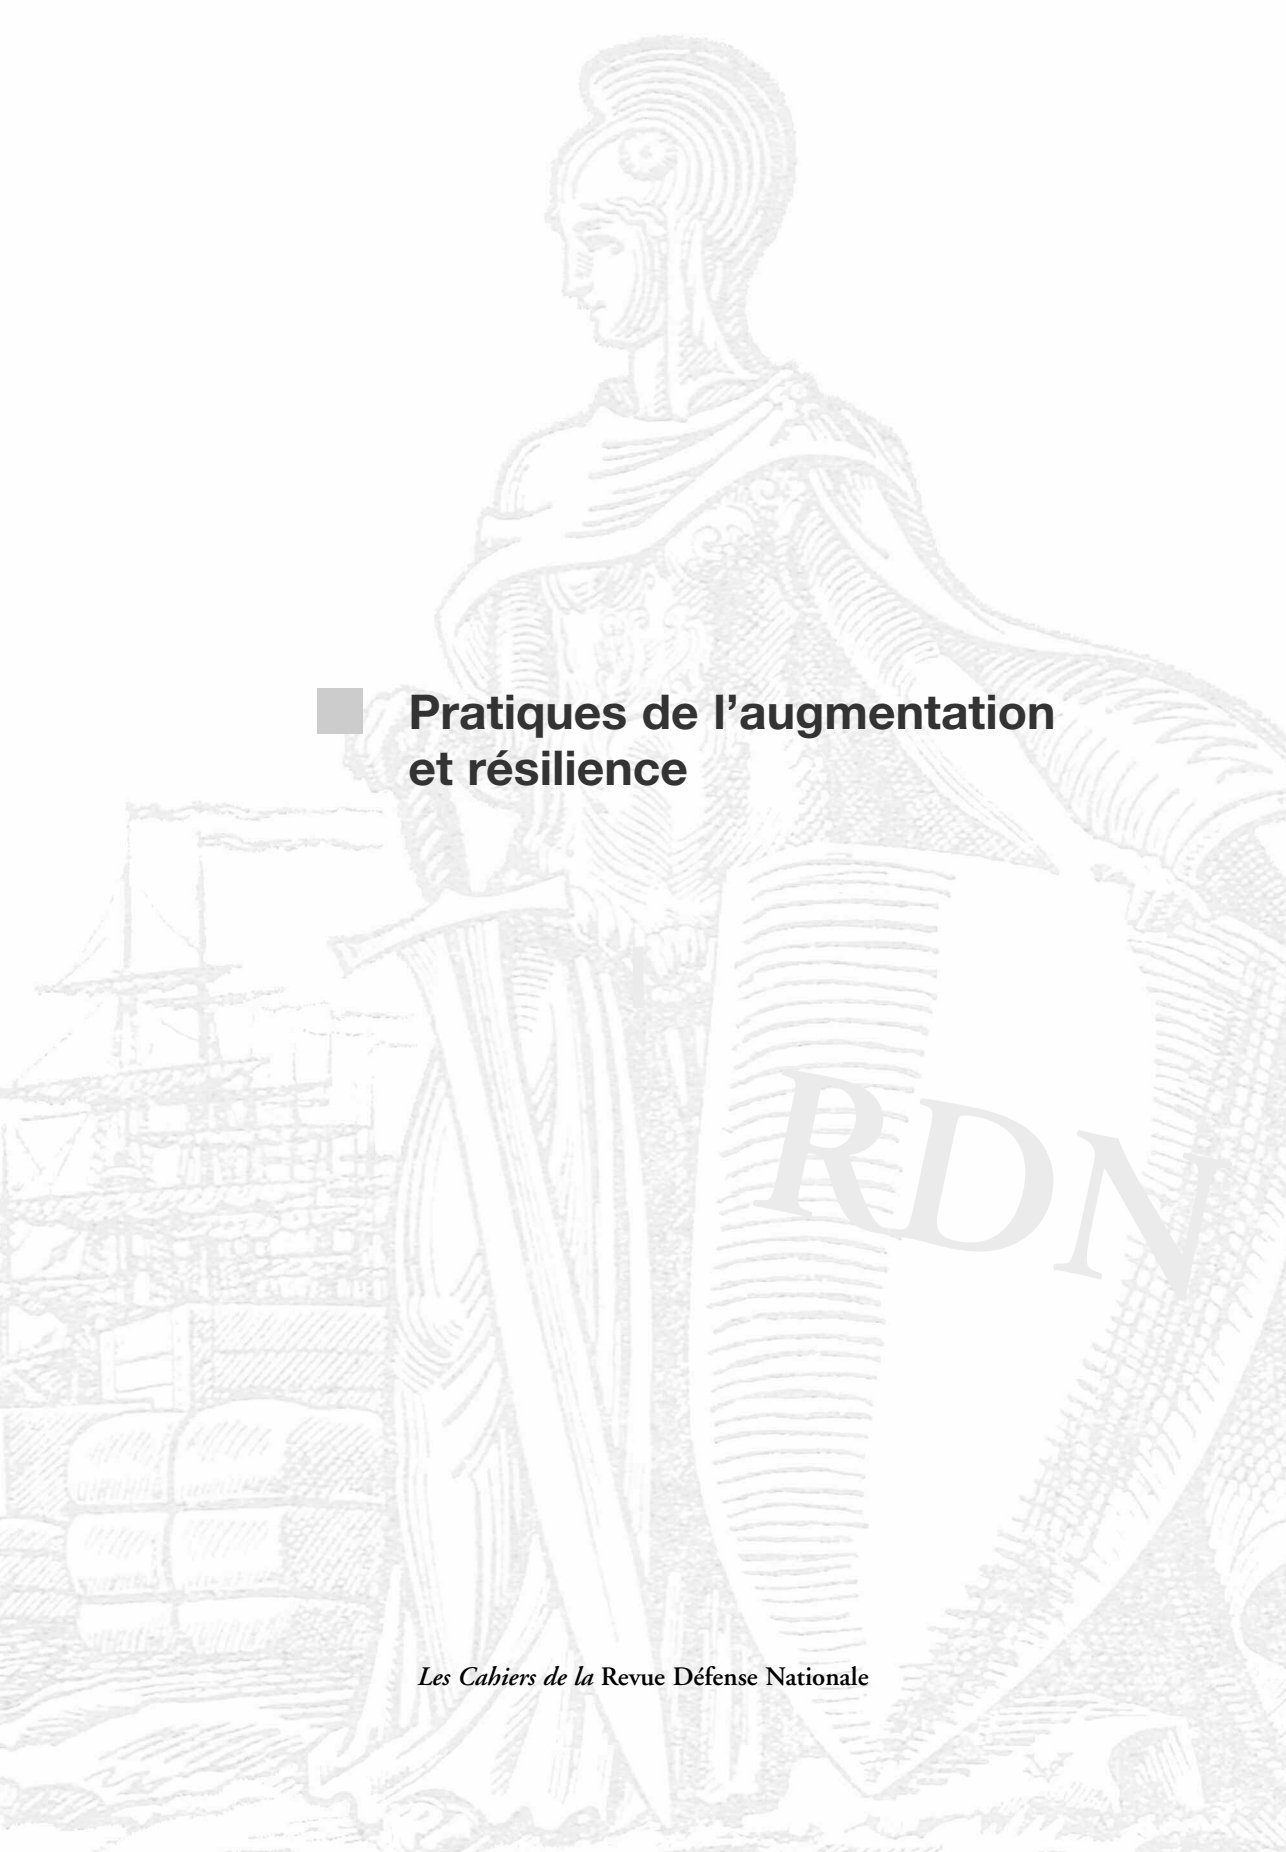 Pratiques de l’augmentation
et résilience
RDN
Les Cahiers de la Revue Défense Nationale